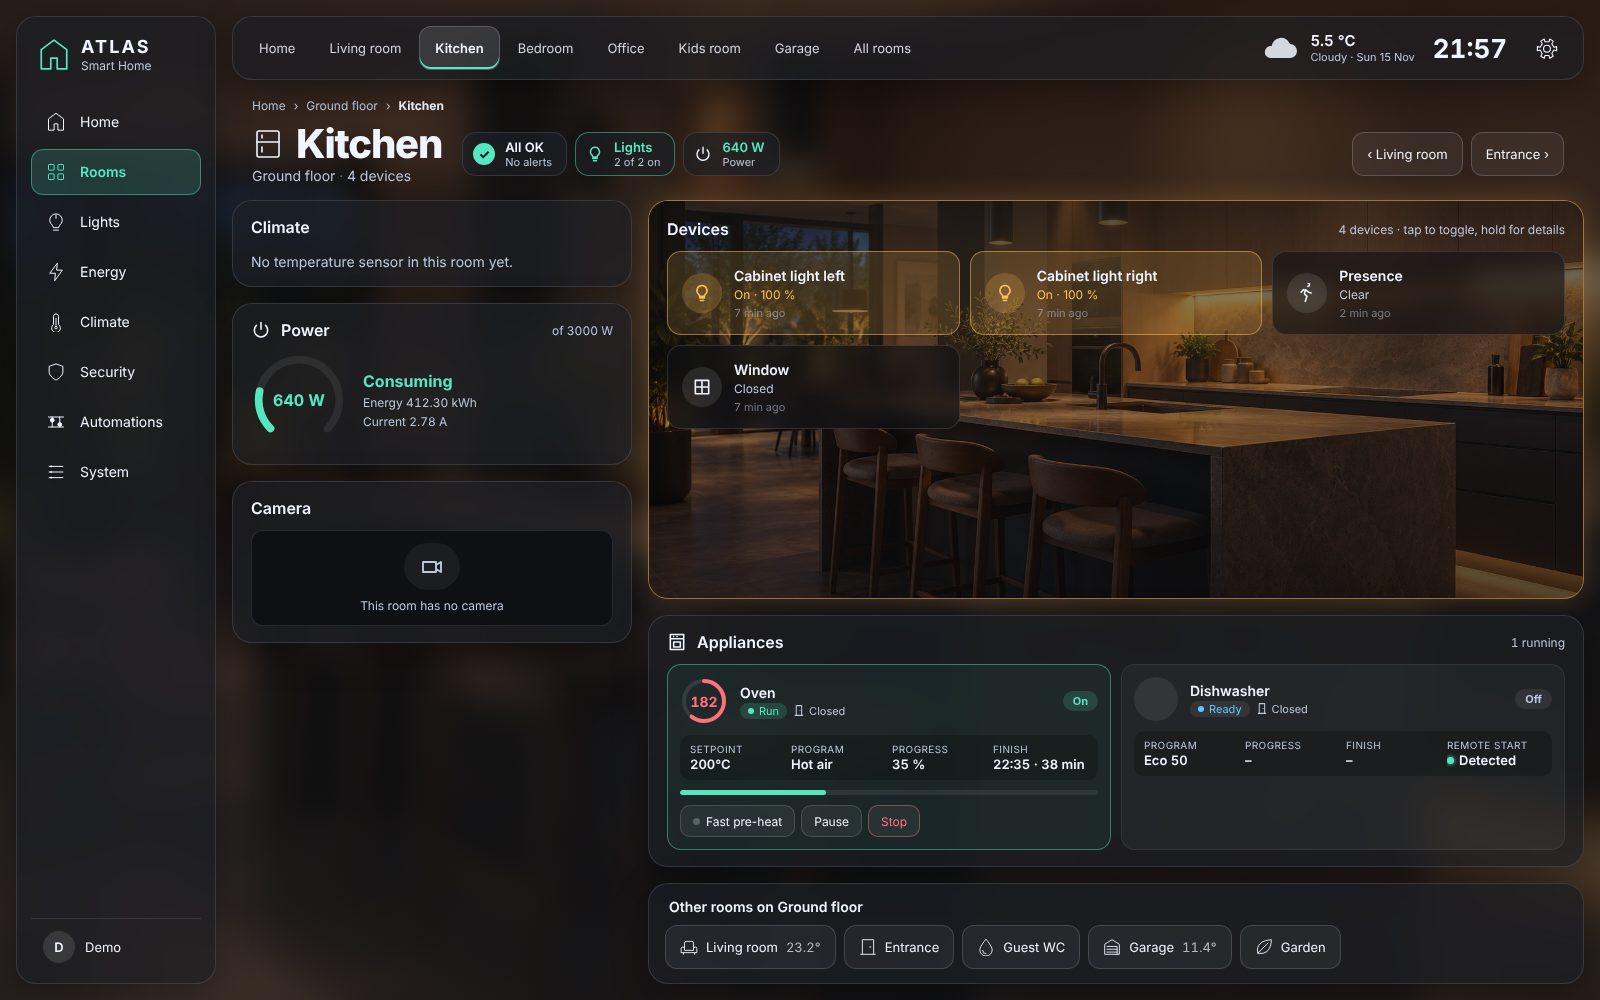 ATLAS
Smart Home
Home
Rooms
Lights
Energy
Climate
Security
Automations
System
D Demo
Home Living room Kitchen Bedroom Office Kids room Garage All rooms
5.5 °C
Cloudy · Sun 15 Nov
21:57
Home › Ground floor › Kitchen
Kitchen
Ground floor · 4 devices
All OK
No alerts
Lights
2 of 2 on
640 W
Power
‹ Living room
Entrance ›
Climate
No temperature sensor in this room yet.
Power
of 3000 W
640 W
Consuming
Energy 412.30 kWh
Current 2.78 A
Camera
This room has no camera
Devices
4 devices · tap to toggle, hold for details
Cabinet light left
On · 100 %
7 min ago
Cabinet light right
On · 100 %
7 min ago
Presence
Clear
2 min ago
Window
Closed
7 min ago
Appliances
1 running
182
Oven
Run Closed
On
SETPOINT PROGRAM PROGRESS FINISH
200°C Hot air 35 % 22:35 · 38 min
Fast pre-heat Pause Stop
Dishwasher
Ready Closed
Off
PROGRAM PROGRESS FINISH REMOTE START
Eco 50 – – Detected
Other rooms on Ground floor
Living room 23.2° Entrance Guest WC Garage 11.4° Garden